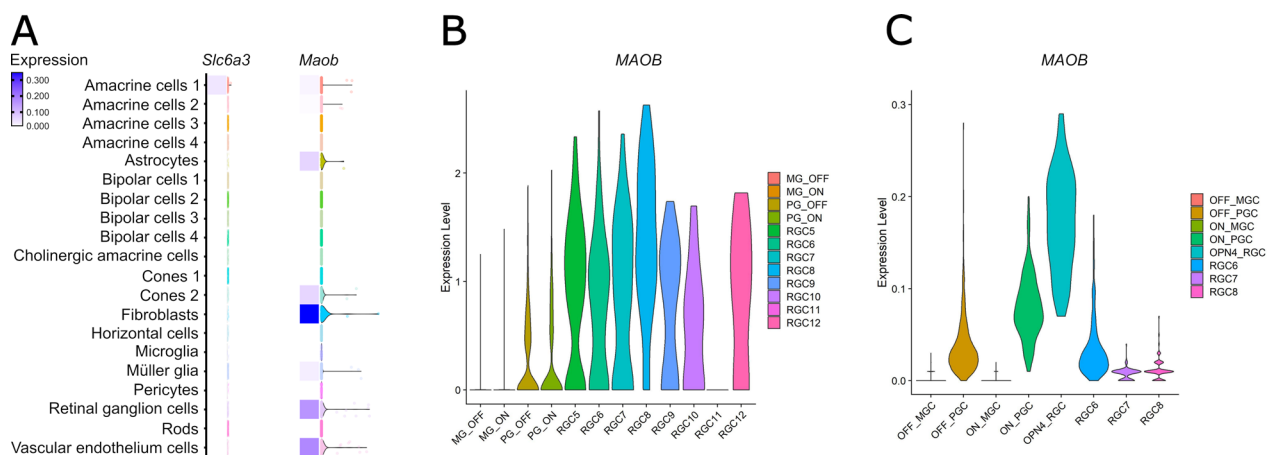 A
B
C
Expression
Slc6a3
Maob
0.300
0.200
0.100
0.000
Amacrine cells 1
Amacrine cells 2
Amacrine cells 3
Amacrine cells 4
Astrocytes
Bipolar cells 1
Bipolar cells 2
Bipolar cells 3
Bipolar cells 4
Cholinergic amacrine cells
Cones 1
Cones 2
Fibroblasts
Horizontal cells
Microglia
Müller glia
Pericytes
Retinal ganglion cells
Rods
Vascular endothelium cells
MAOB
Expression Level
2
1
0
MG_OFF
MG_ON
PG_OFF
PG_ON
RGC5
RGC6
RGC7
RGC8
RGC9
RGC10
RGC11
RGC12
MG_OFF
MG_ON
PG_OFF
PG_ON
RGC5
RGC6
RGC7
RGC8
RGC9
RGC10
RGC11
RGC12
MAOB
Expression Level
0.3
0.2
0.1
0.0
OFF_MGC
OFF_PGC
ON_MGC
ON_PGC
OPN4_RGC
RGC6
RGC7
RGC8
OFF_MGC
OFF_PGC
ON_MGC
ON_PGC
OPN4_RGC
RGC6
RGC7
RGC8